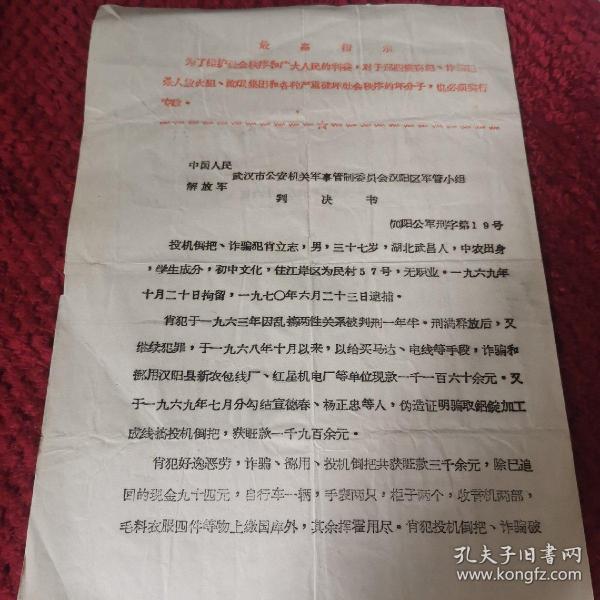 最高指示
为了维护社会秩序和广大人民的利益,对于那些盗窃犯、诈骗犯、
杀人放火犯、流氓集团和各种严重破坏社会秩序的坏分子,也必须实行
专政。
中国人民
解放军
武汉市公安机关军事管制委员会汉阳区军管小组
判决书
(70)阳公军刑字第19号
投机倒把、诈骗犯肖立志,男,三十七岁,湖北武昌人,中农出身
,学生成分,初中文化,住江岸区为民村57号,无职业。一九六九年
十月二十日拘留,一九七〇年六月二十三日逮捕。
肖犯于一九六三年因乱搞两性关系被判刑一年半。刑满释放后,又
继续犯罪,于一九六八年十月以来,以给买马达、电线等手段,诈骗和
挪用汉阳县新农包线厂、红星机电厂等单位现款一千一百六十余元。又
于一九六九年七月分勾结宣德春、杨正忠等人,伪造证明骗取铝锭加工
成线搞投机倒把,获赃款一千九百余元。
肖犯好逸恶劳,诈骗、挪用、投机倒把共获赃款三千余元,除已追
回的现金九十四元,自行车一辆,手表两只,柜子两个,收音机两部,
毛料衣服四件等物上缴国库外,其余挥霍用尽。肖犯投机倒把、诈骗破
孔夫子旧书网
www.kongfz.com